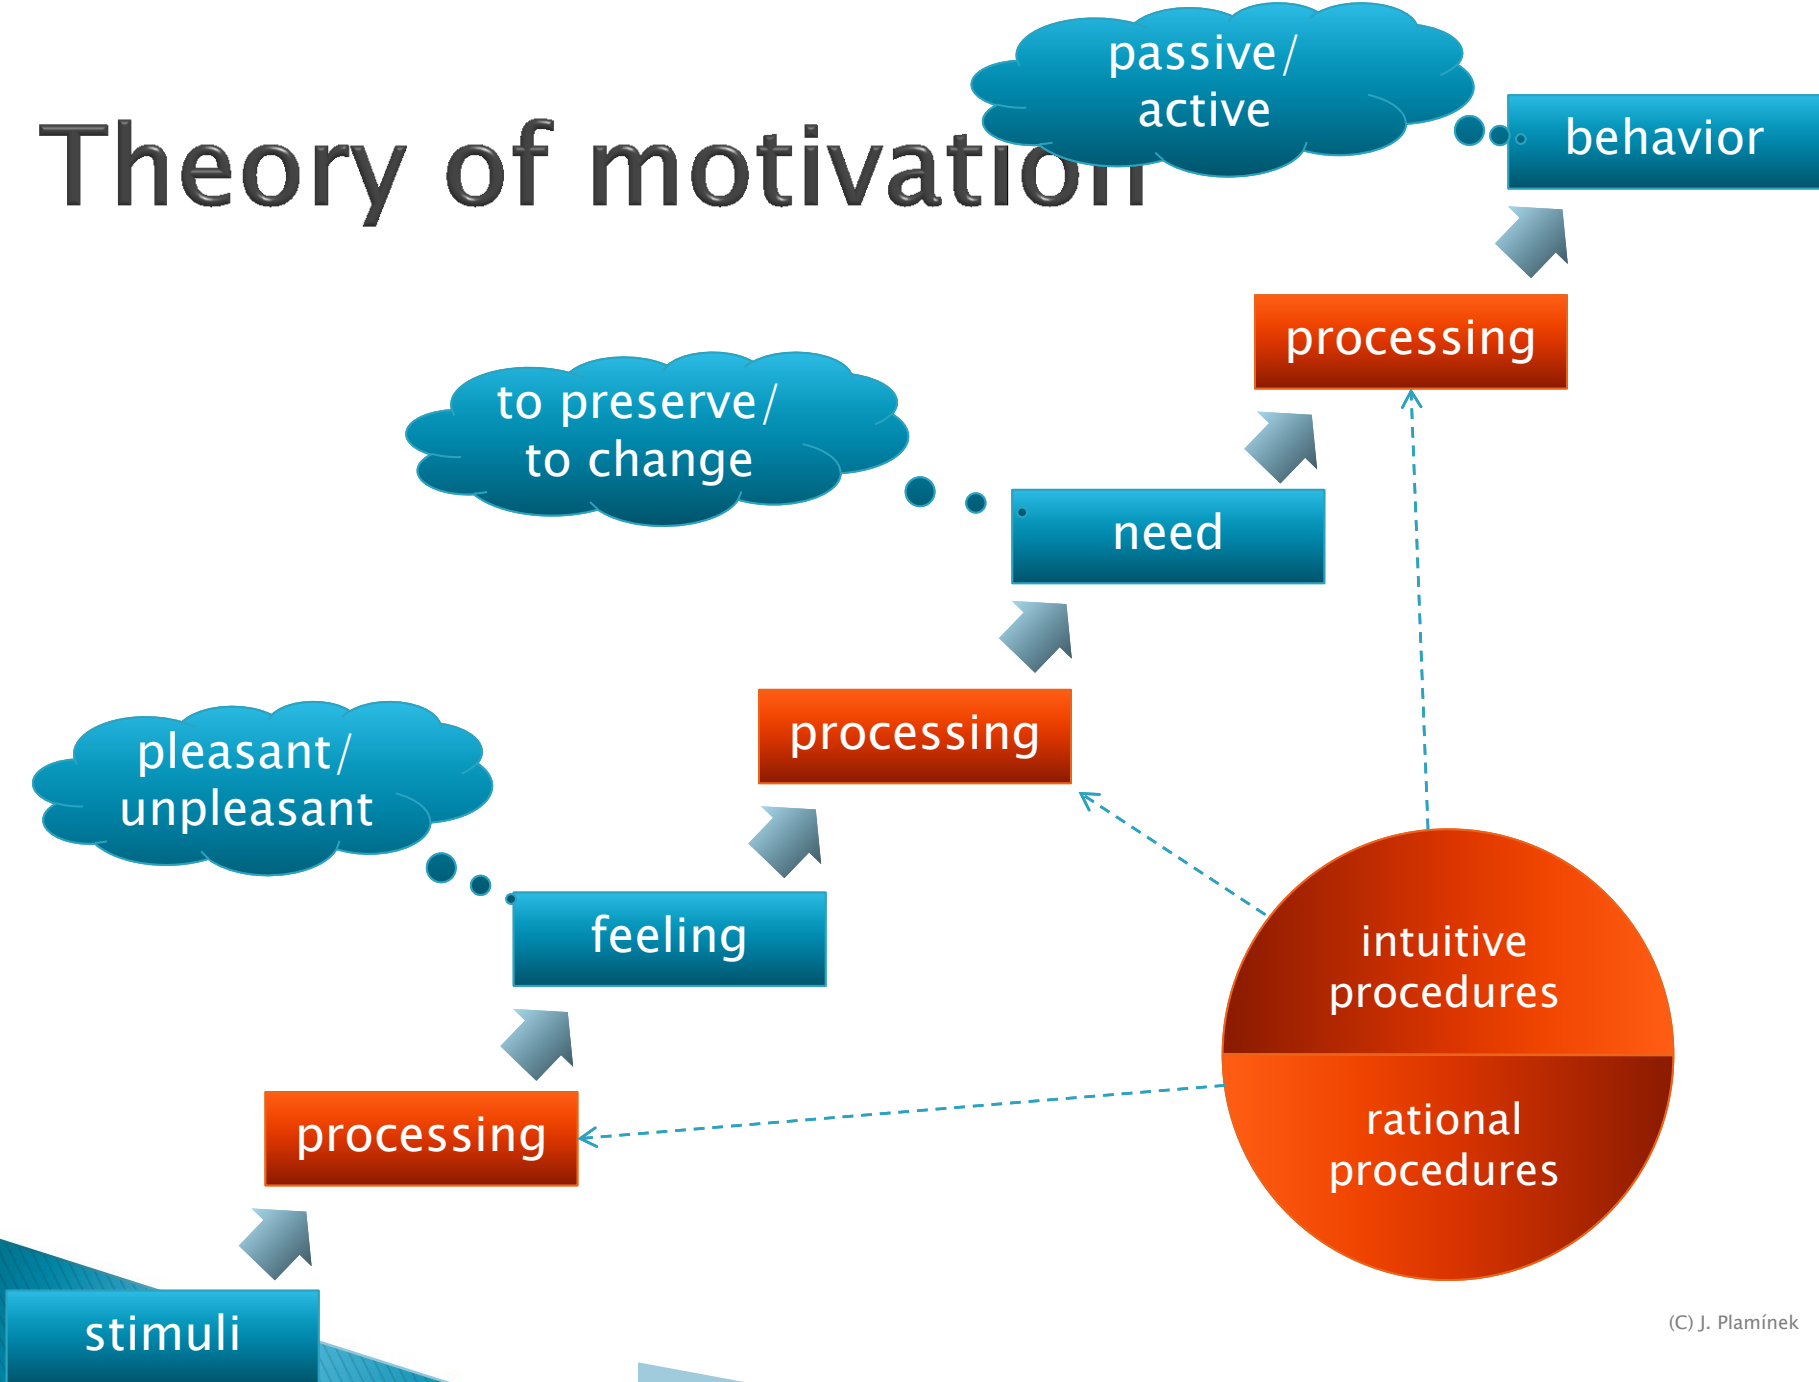 passive/
active
behavior
Theory of motivation
processing
to preserve/
to change
need
processing
pleasant/
unpleasant
feeling
intuitive
procedures
processing
rational
procedures
stimuli
(C) J. Plamínek